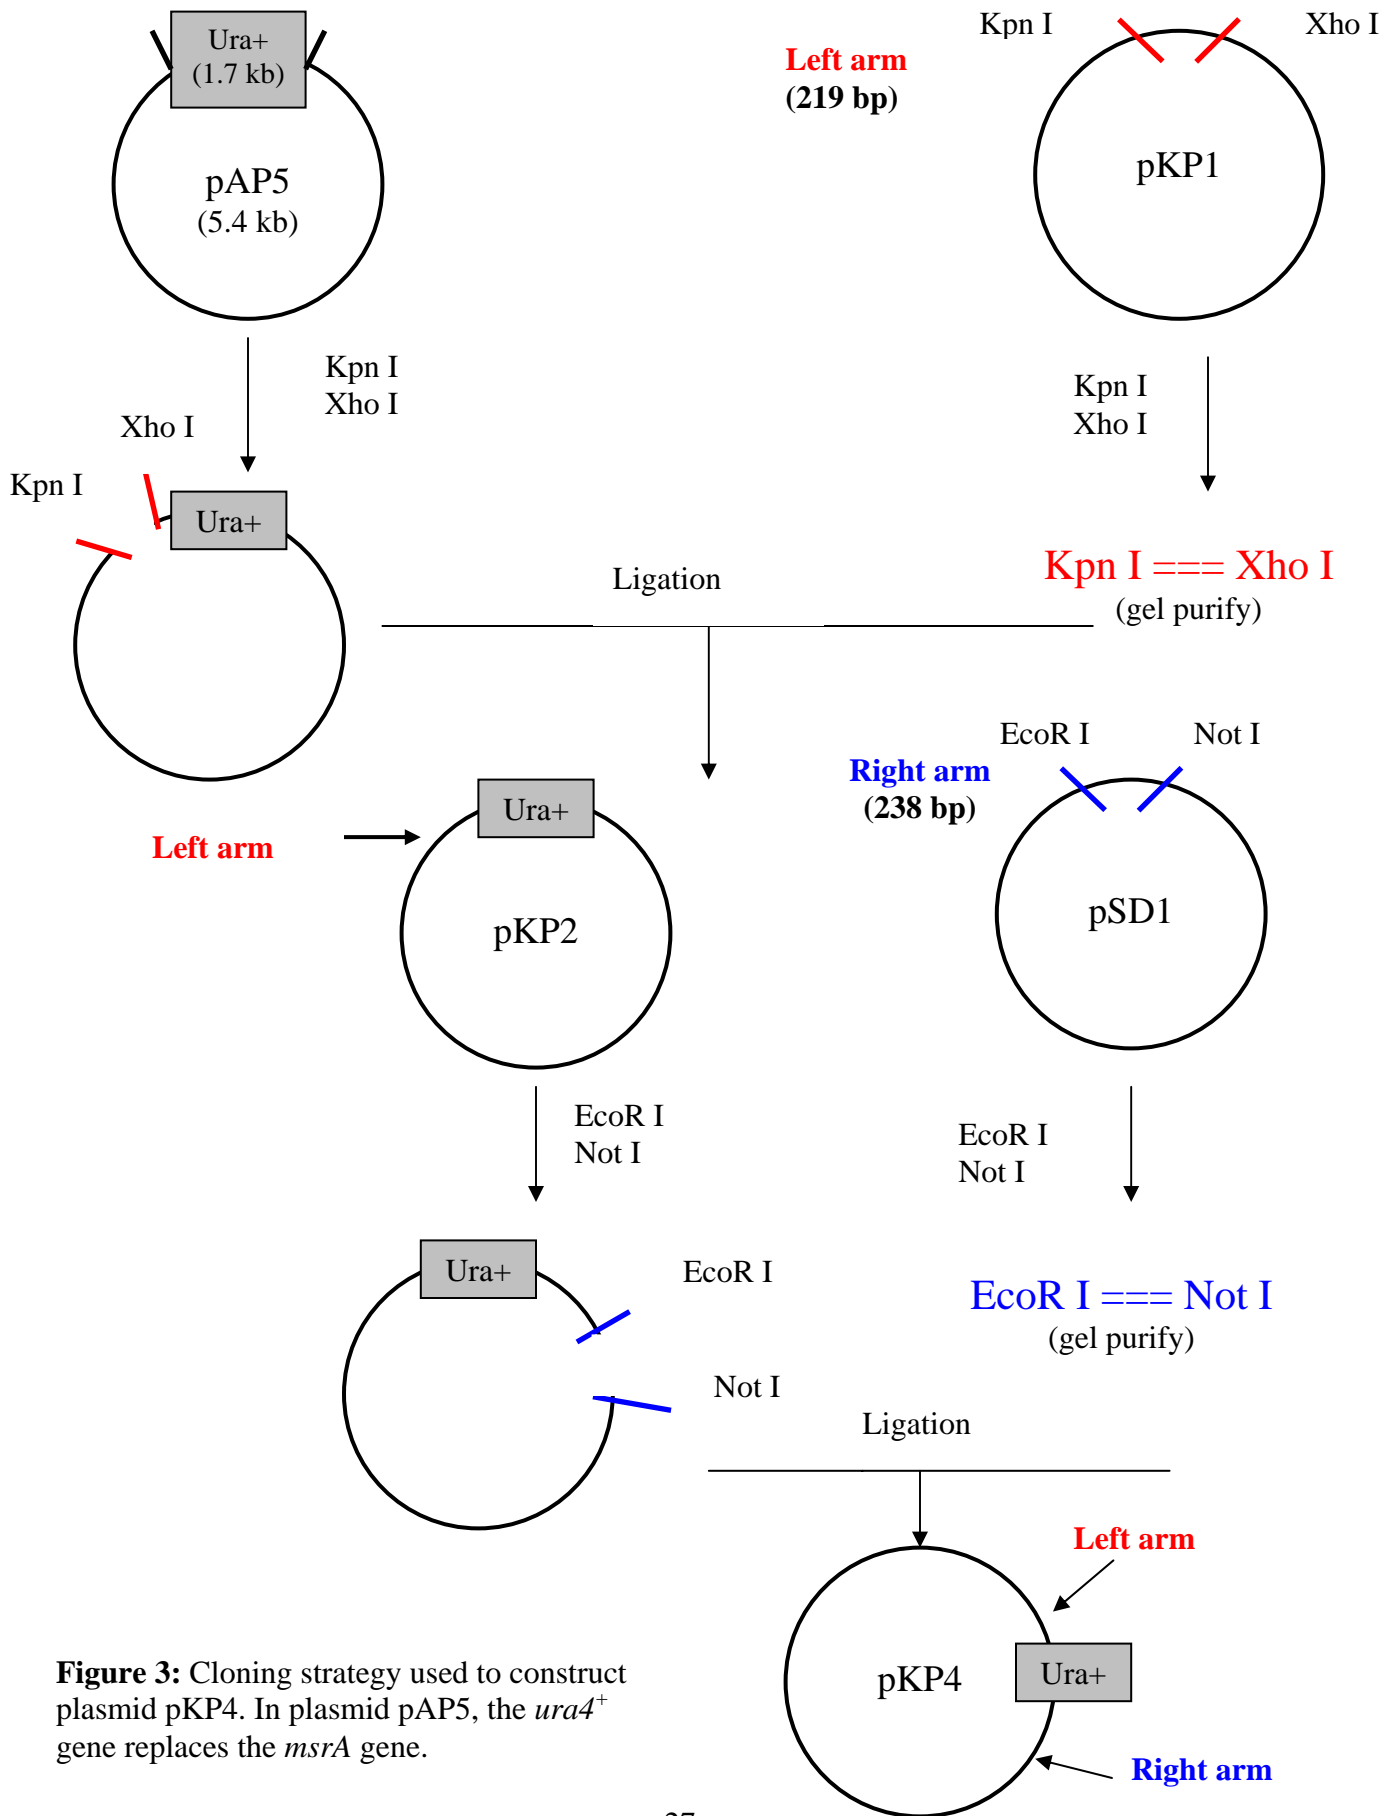 Ura+
(1.7 kb)
pAP5
(5.4 kb)
Kpn I
Xho I
Left arm
(219 bp)
pKP1
Kpn I
Xho I
Kpn I
Xho I
Xho I
Kpn I
Ura+
Ligation
Kpn I === Xho I
(gel purify)
EcoR I
Not I
Right arm
(238 bp)
Ura+
Left arm
pKP2
pSD1
EcoR I
Not I
EcoR I
Not I
Ura+
EcoR I
EcoR I === Not I
(gel purify)
Not I
Ligation
Left arm
pKP4
Ura+
Right arm
Figure 3: Cloning strategy used to construct
plasmid pKP4. In plasmid pAP5, the ura4+
gene replaces the msrA gene.